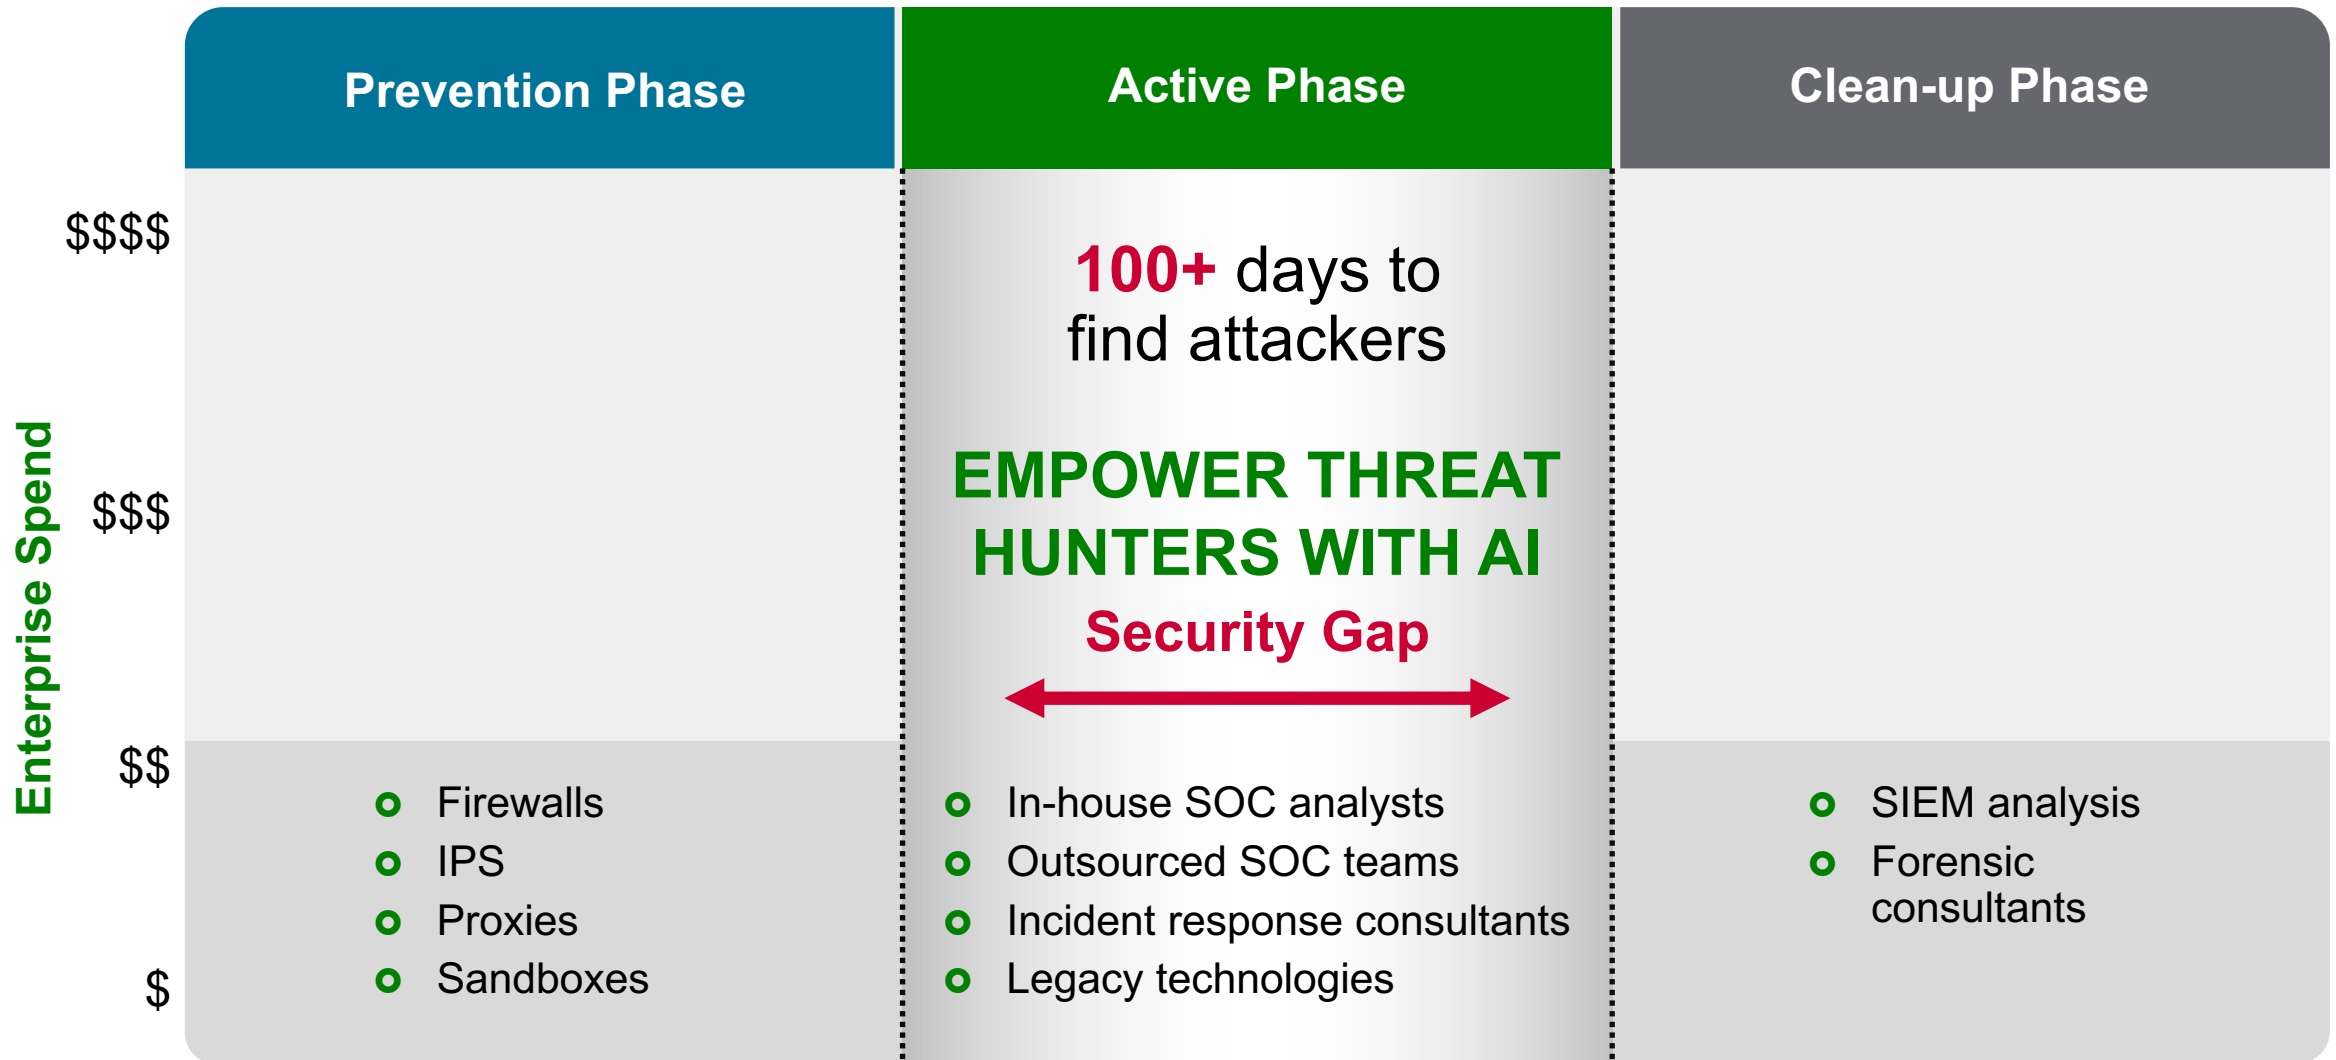 Prevention Phase
Active Phase
Clean-up Phase
Enterprise Spend
$$$$
$$$
$$
$
100+ days to
find attackers
EMPOWER THREAT
HUNTERS WITH AI
Security Gap
Firewalls
IPS
Proxies
Sandboxes
In-house SOC analysts
Outsourced SOC teams
Incident response consultants
Legacy technologies
SIEM analysis
Forensic
consultants